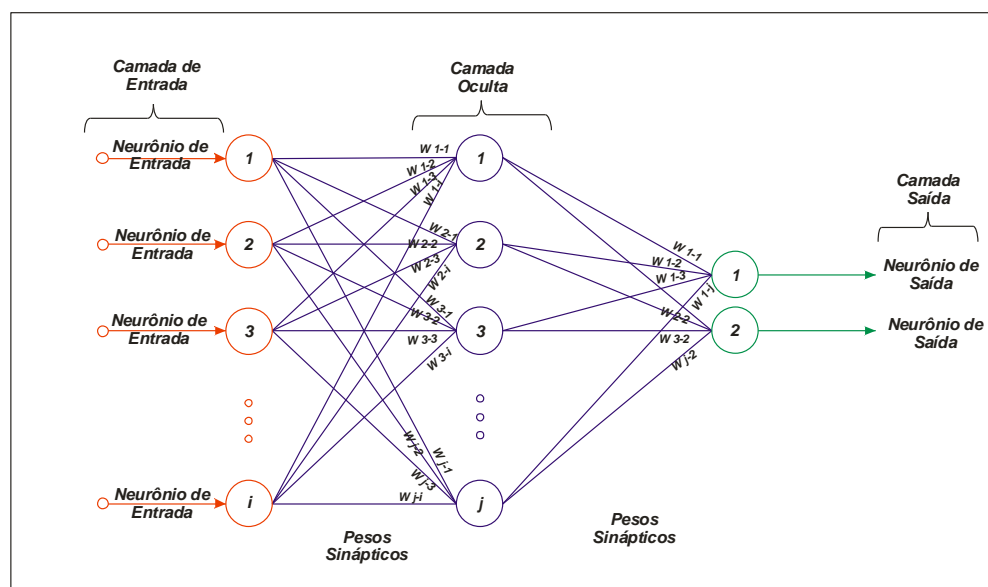 Camada de
Entrada
Camada
Oculta
Camada
Saída
Neurônio de
Entrada
1
W 1-1
W 1-2
W 1-3
W 1-i
1
Neurônio de
Entrada
2
W 2-1
W 2-2
W 2-3
W 2-i
2
Neurônio de
Entrada
3
W 3-1
W 3-2
W 3-3
W 3-i
3
W 1-1
W 1-2
W 1-3
W 1-j
1
Neurônio de
Saída
W 2-2
W 3-2
W j-2
2
Neurônio de
Saída
Neurônio de
Entrada
i
W j-1
W j-2
W j-3
W j-i
j
Pesos
Sinápticos
Pesos
Sinápticos